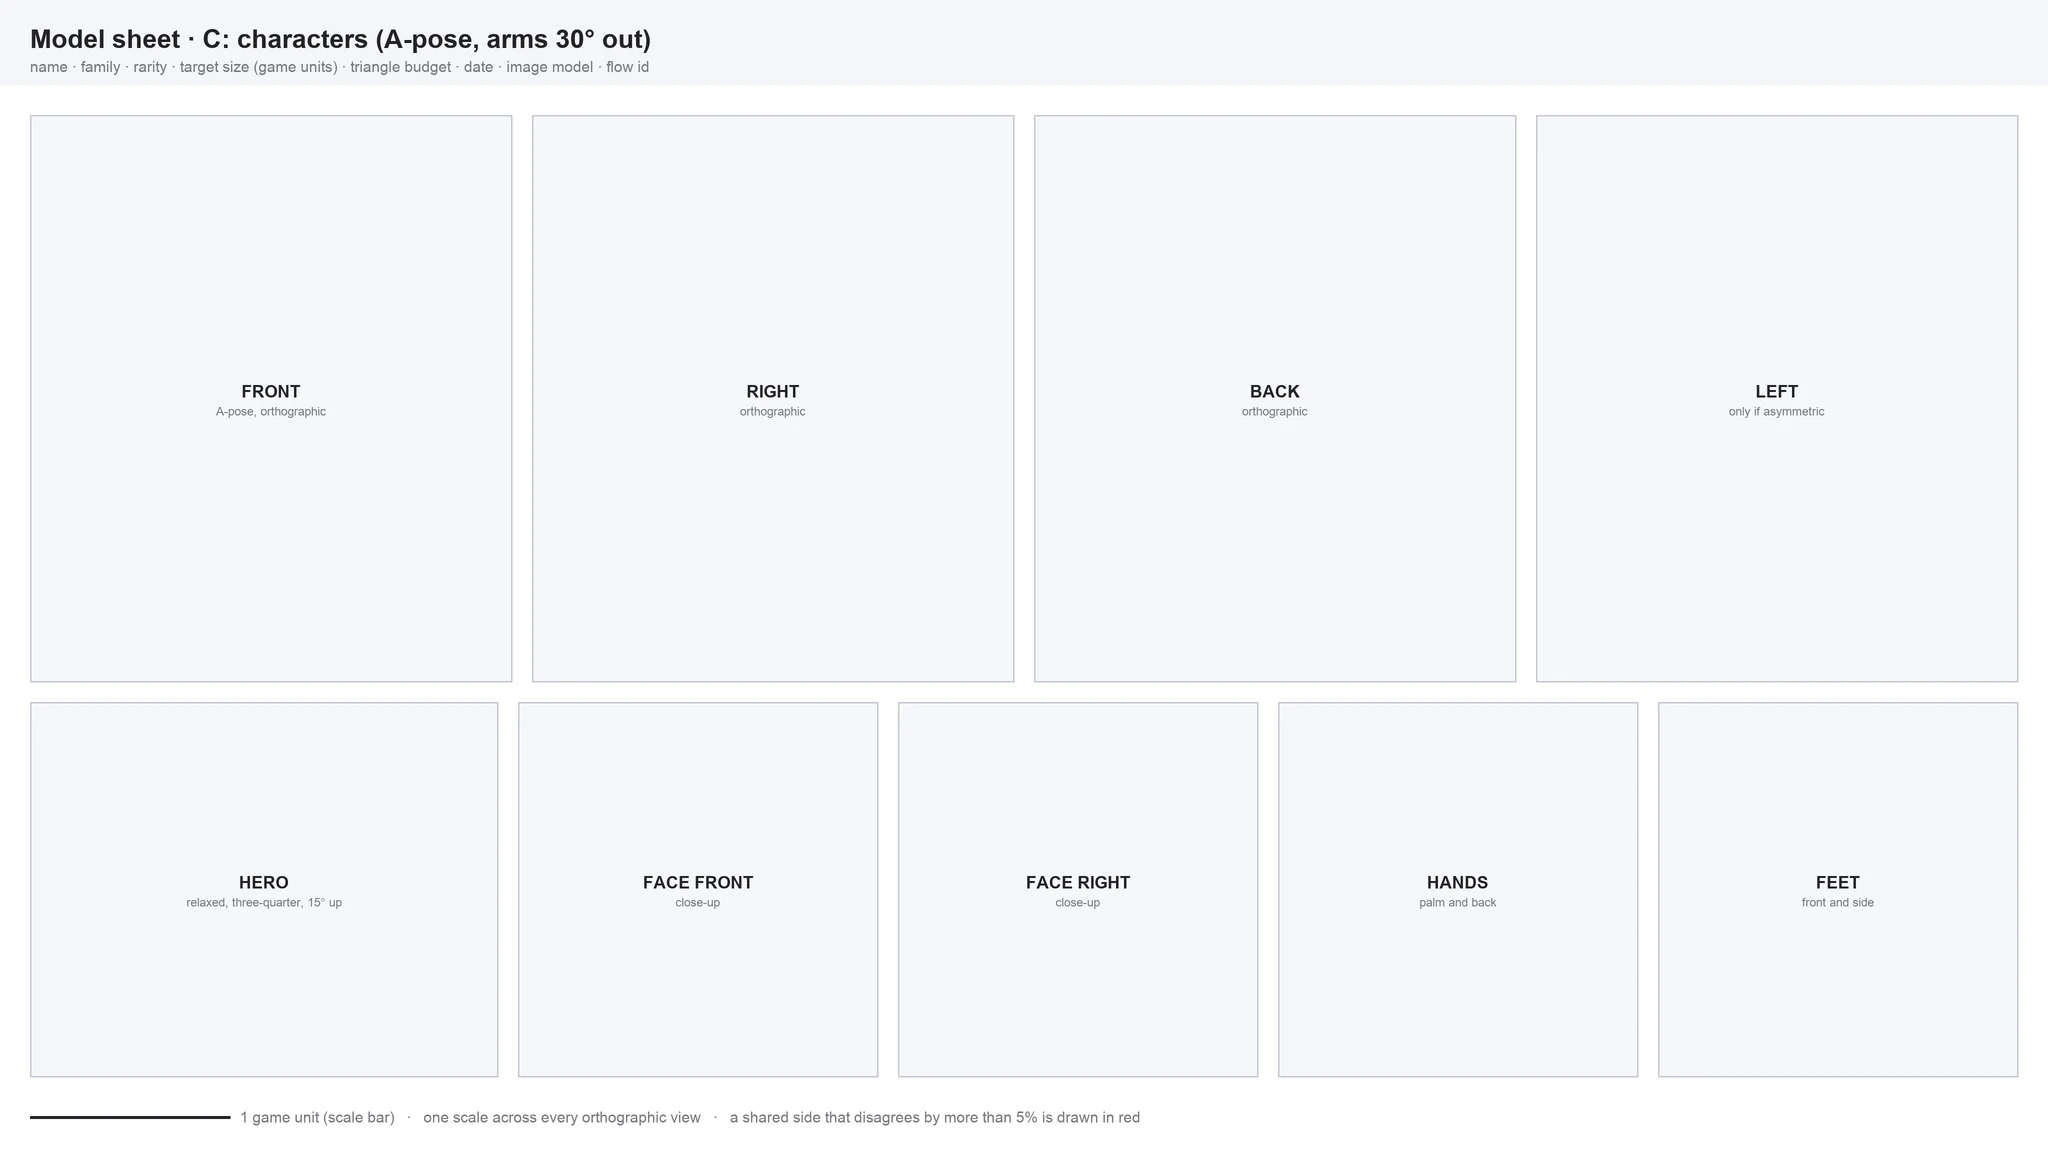 Model sheet · C: characters (A-pose, arms 30° out)
name · family · rarity · target size (game units) · triangle budget · date · image model · flow id
FRONT
A-pose, orthographic
RIGHT
orthographic
BACK
orthographic
LEFT
only if asymmetric
HERO
relaxed, three-quarter, 15° up
FACE FRONT
close-up
FACE RIGHT
close-up
HANDS
palm and back
FEET
front and side
1 game unit (scale bar) · one scale across every orthographic view · a shared side that disagrees by more than 5% is drawn in red